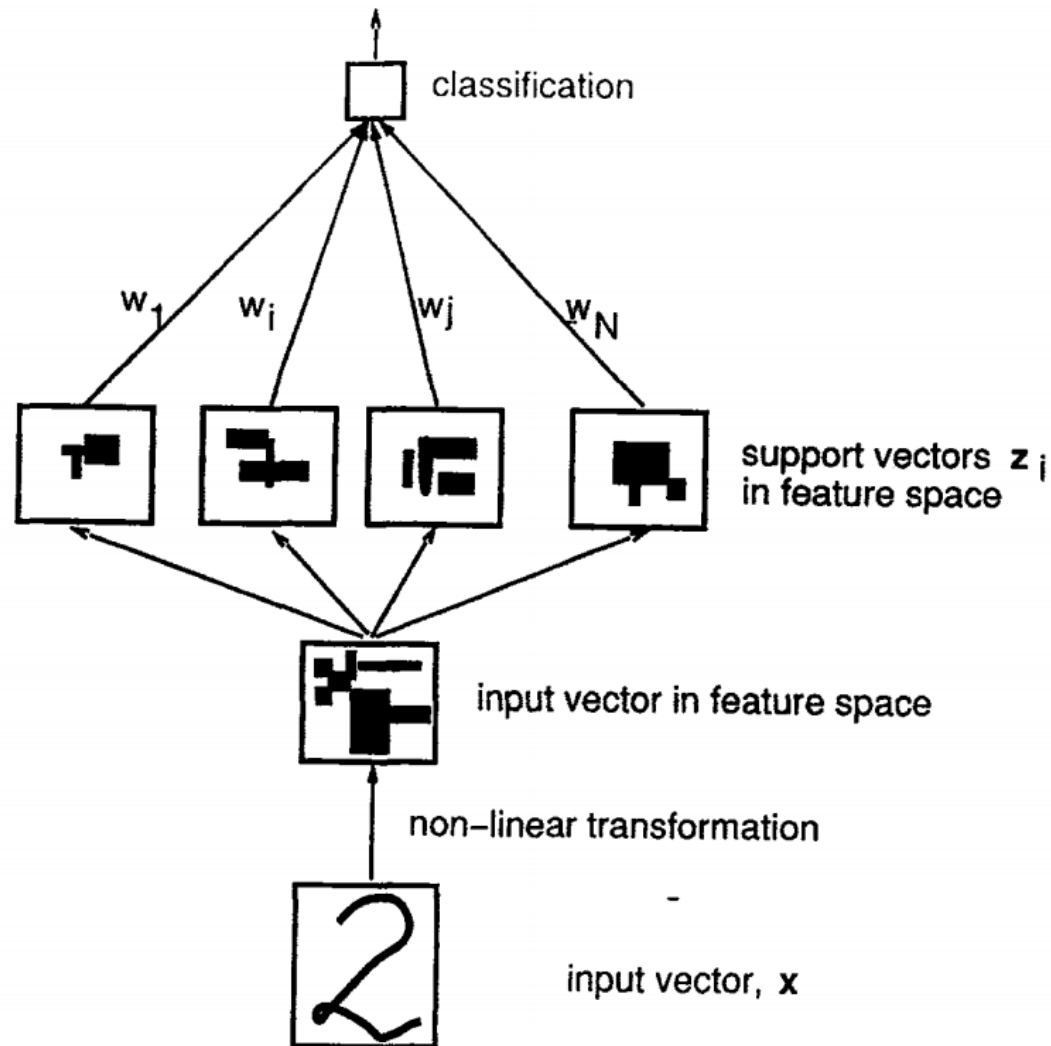 classification
w1
wi
wj
wN
support vectors zi
in feature space
input vector in feature space
non-linear transformation
2
input vector, x